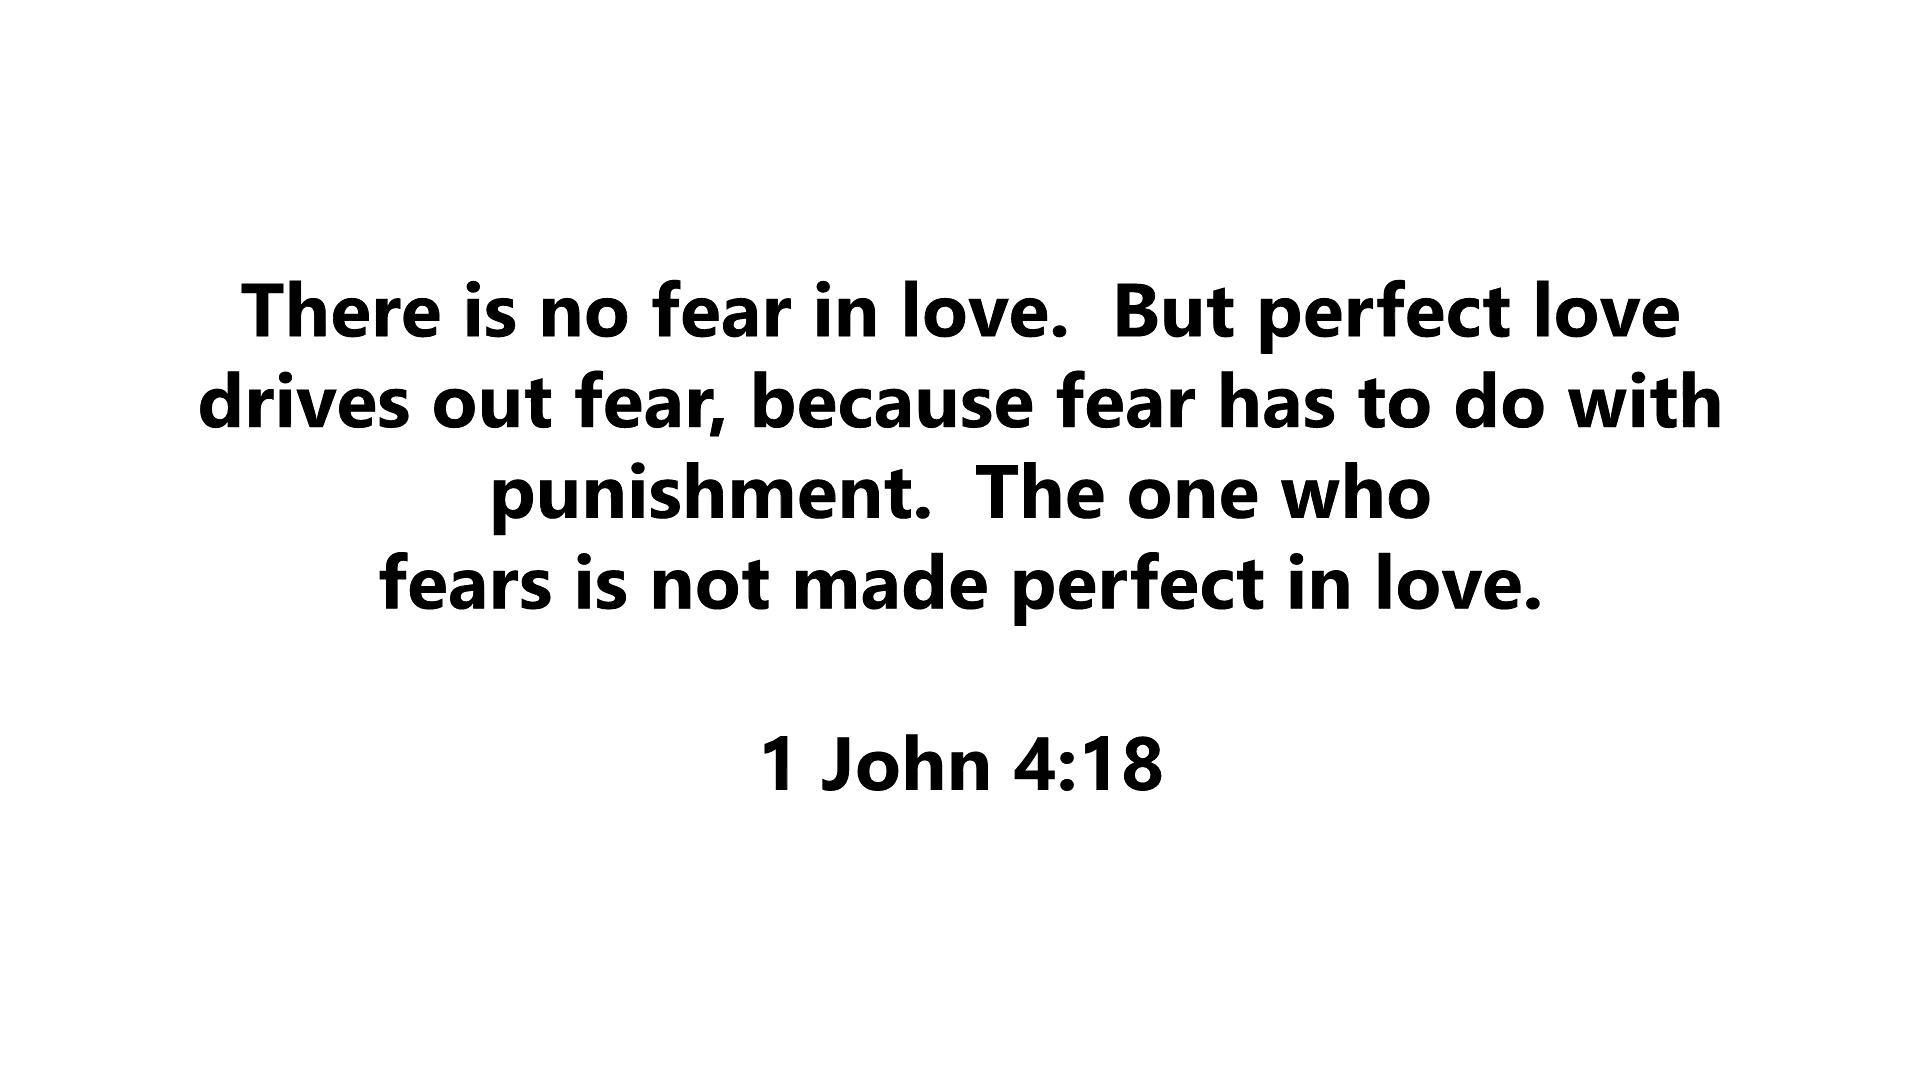 There is no fear in love.  But perfect love
drives out fear, because fear has to do with
punishment.  The one who
fears is not made perfect in love.
1 John 4:18